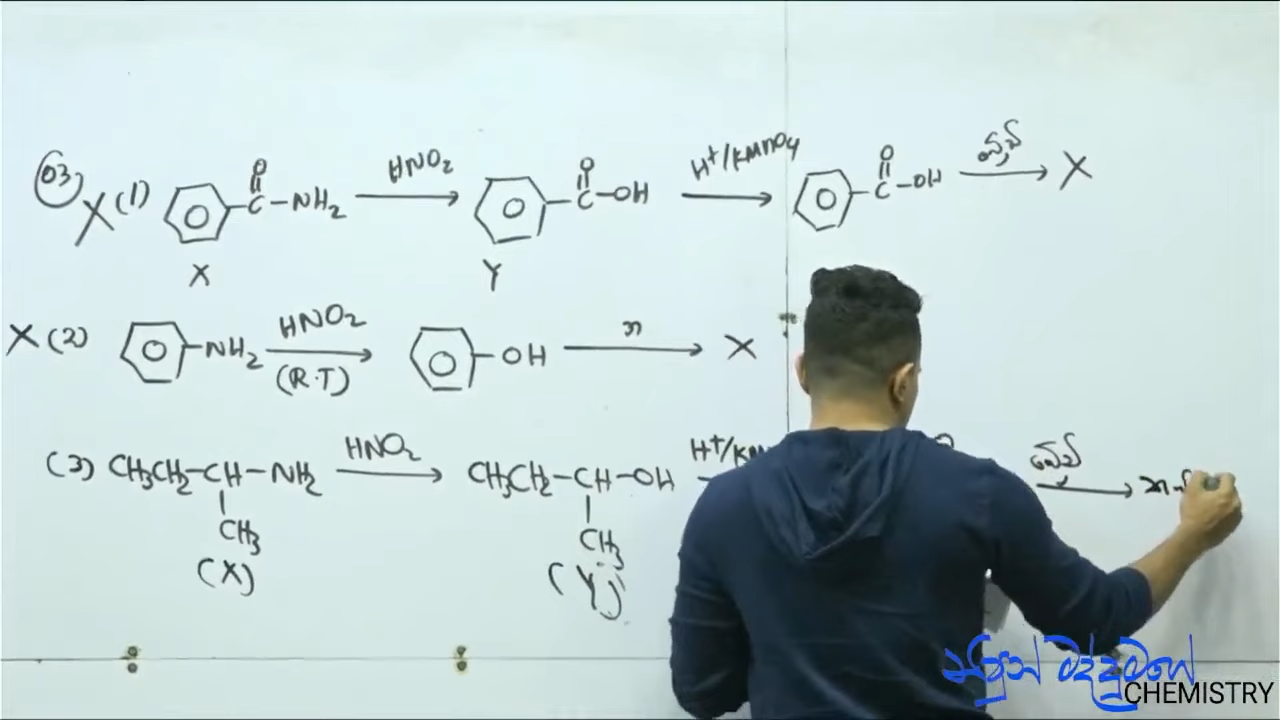 03) X (1) C6H5-C(=O)-NH2 HNO2 → C6H5-C(=O)-OH H+/KMnO4 → C6H5-C(=O)-OH බ්‍රේඩි → X
X Y
X (2) C6H5-NH2 HNO2 (R.T) → C6H5-OH → X
(3) CH3CH2-CH-NH2 HNO2 → CH3CH2-CH-OH H+/KM
CH3 CH3
(X) (Y)
CHEMISTRY